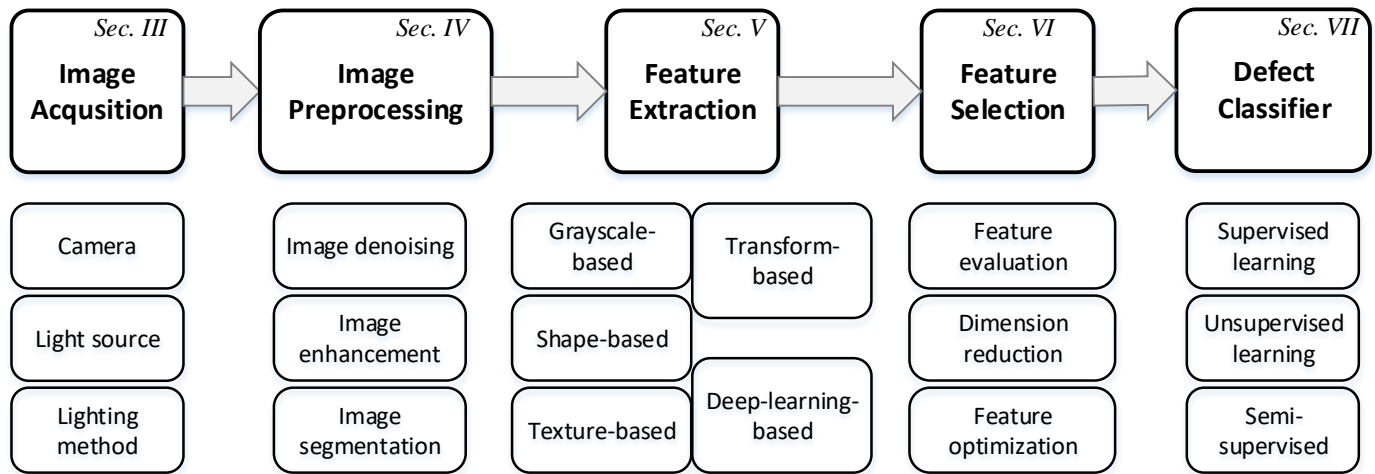 Sec. III
Image
Acqusition
Sec. IV
Image
Preprocessing
Sec. V
Feature
Extraction
Sec. VI
Feature
Selection
Sec. VII
Defect
Classifier
Camera
Light source
Lighting
method
Image denoising
Image
enhancement
Image
segmentation
Grayscale-
based
Shape-based
Texture-based
Transform-
based
Deep-learning-
based
Feature
evaluation
Dimension
reduction
Feature
optimization
Supervised
learning
Unsupervised
learning
Semi-
supervised